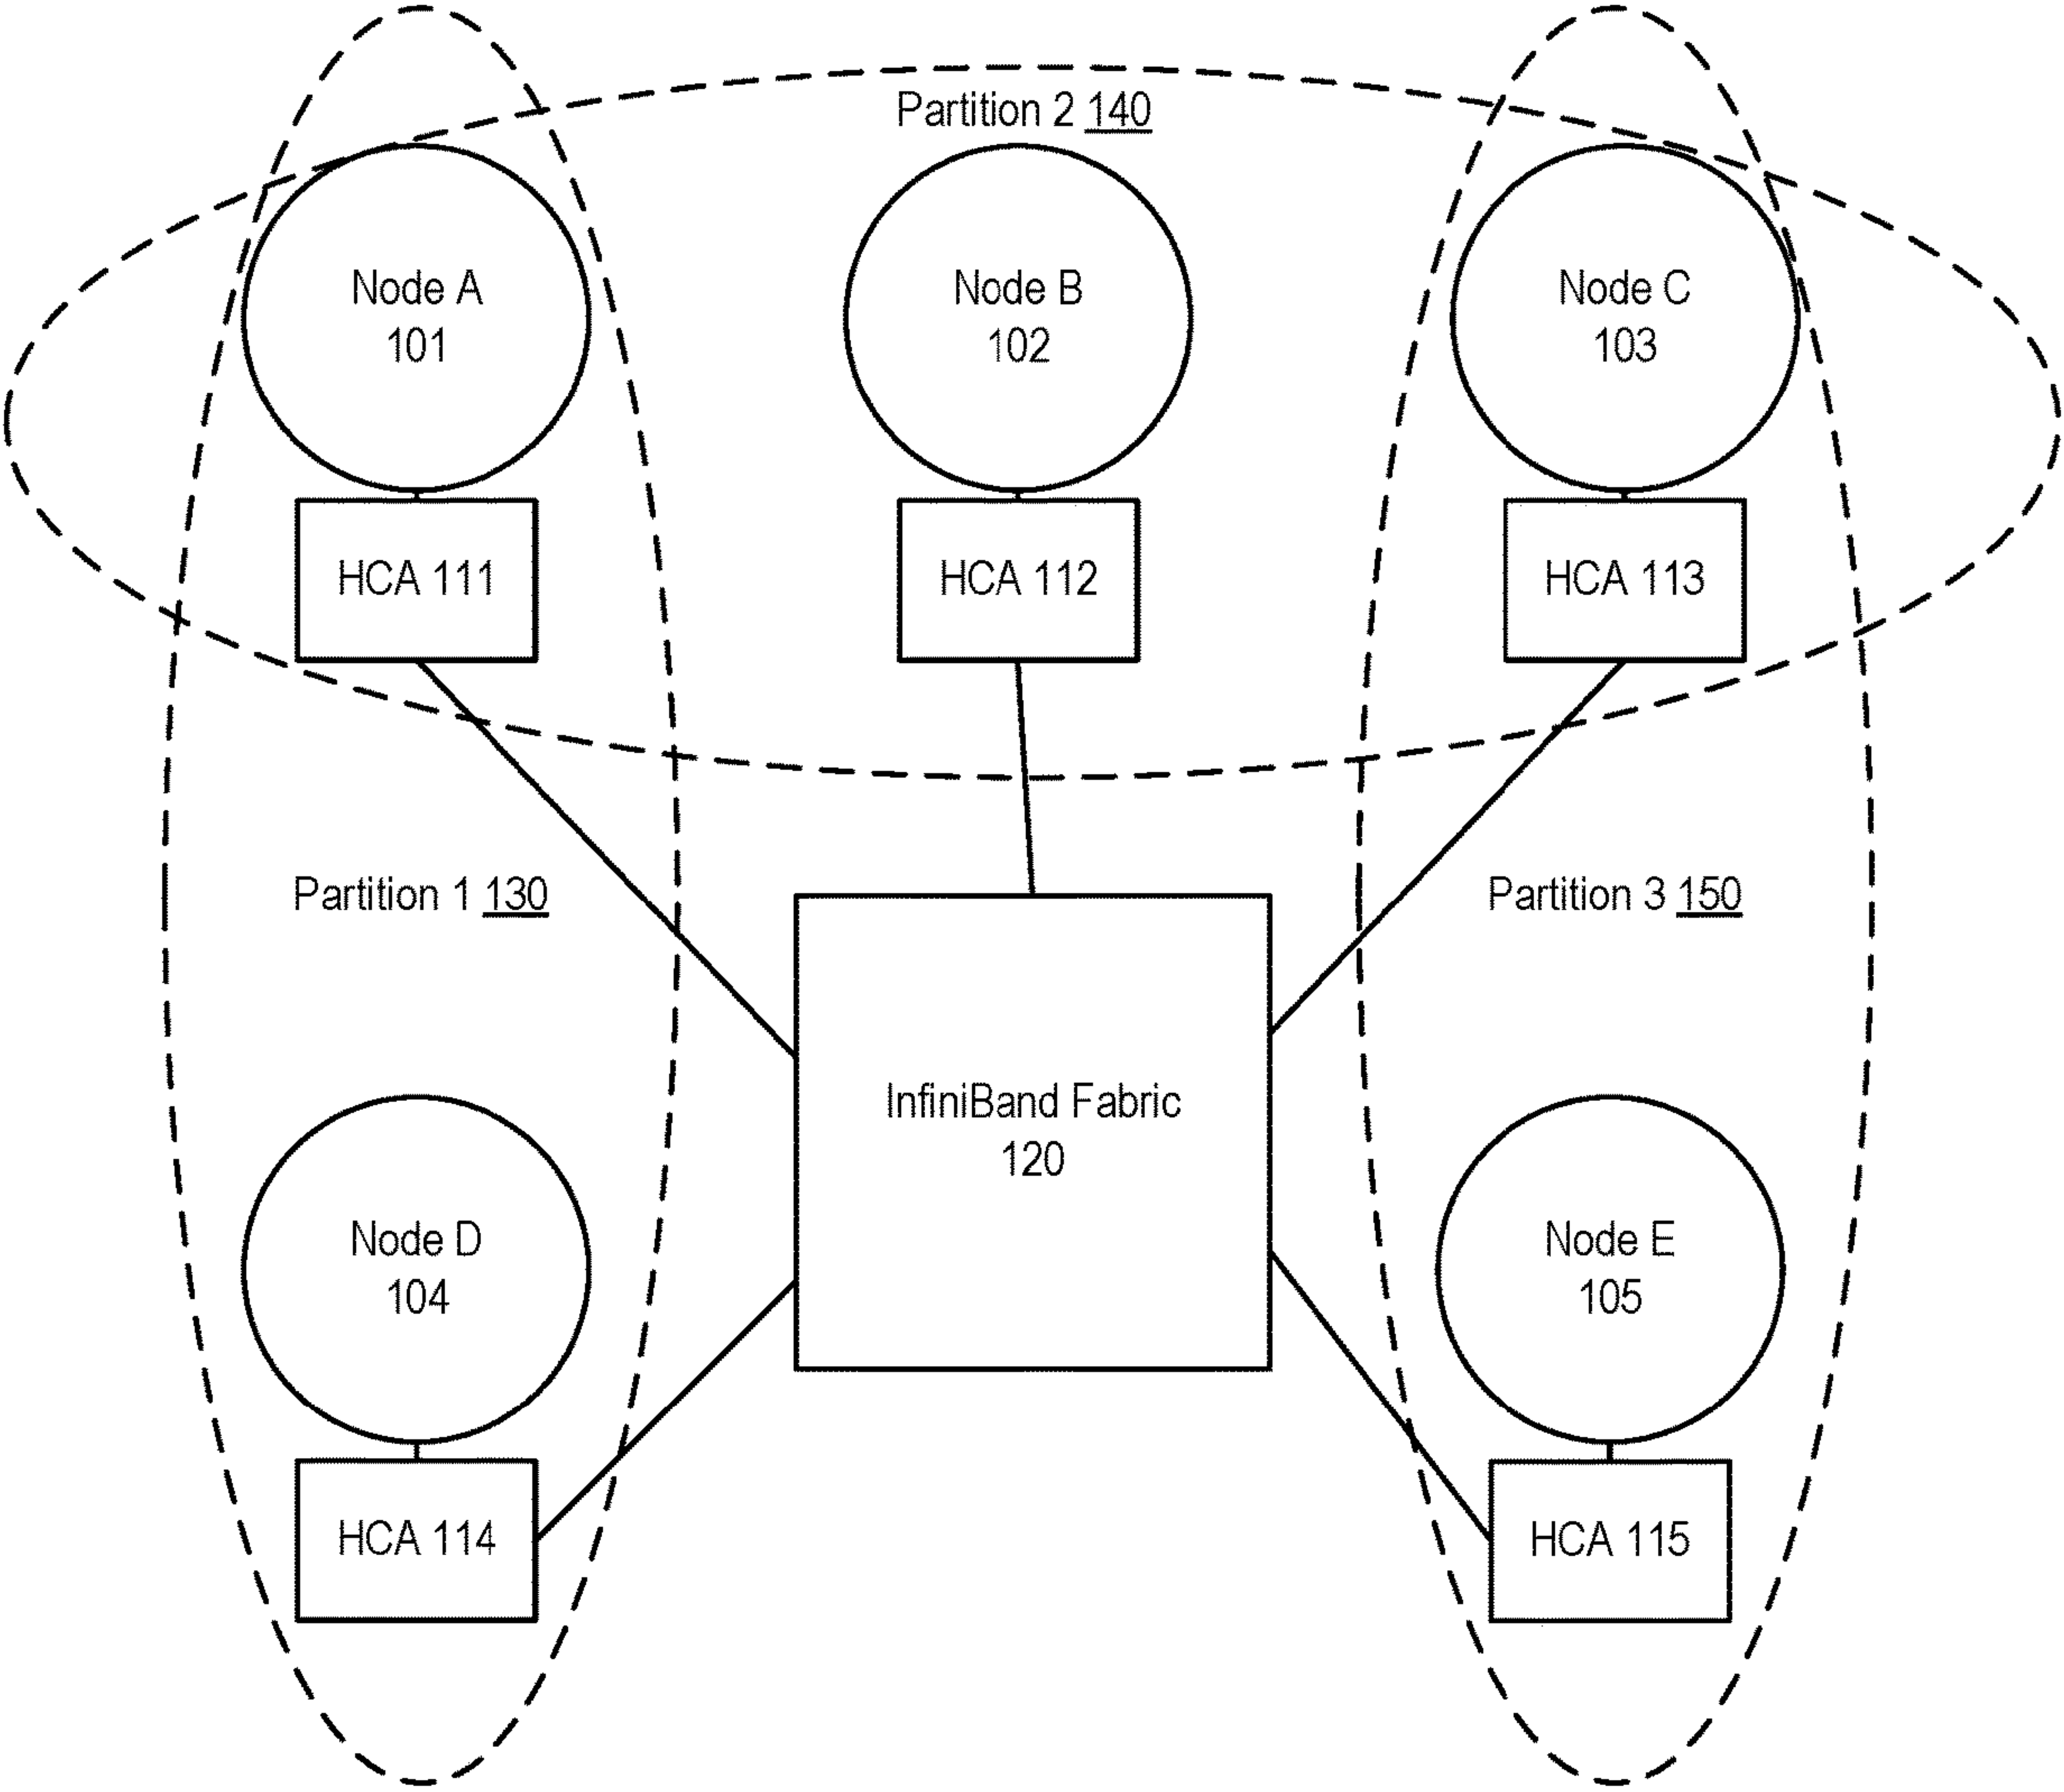 Partition 2 140
Node A
101
Node B
102
Node C
103
HCA 111
HCA 112
HCA 113
Partition 1 130
Partition 3 150
InfiniBand Fabric
120
Node D
104
Node E
105
HCA 114
HCA 115